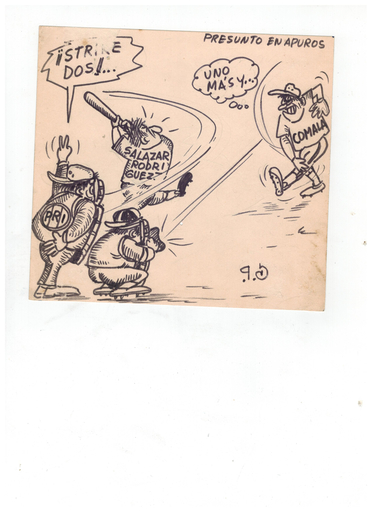 PRESUNTO EN APUROS
¡¡STRIKE
DOS!!...
UNO
MAS Y...
SALAZAR
RODRI
GUEZ
COMALA
PRI